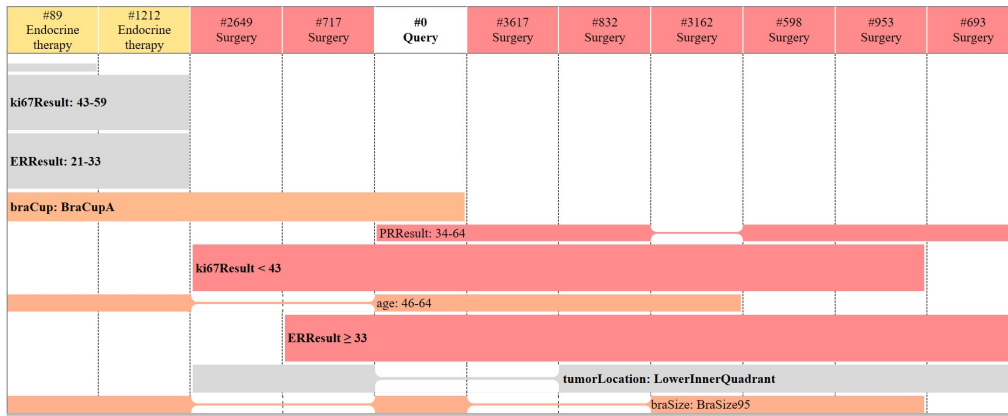 #89 Endocrine therapy
#1212 Endocrine therapy
#2649 Surgery
#717 Surgery
#0 Query
#3617 Surgery
#832 Surgery
#3162 Surgery
#598 Surgery
#953 Surgery
#693 Surgery
ki67Result: 43-59
ERResult: 21-33
braCup: BraCupA
PRResult: 34-64
ki67Result < 43
age: 46-64
ERResult ≥ 33
tumorLocation: LowerInnerQuadrant
braSize: BraSize95